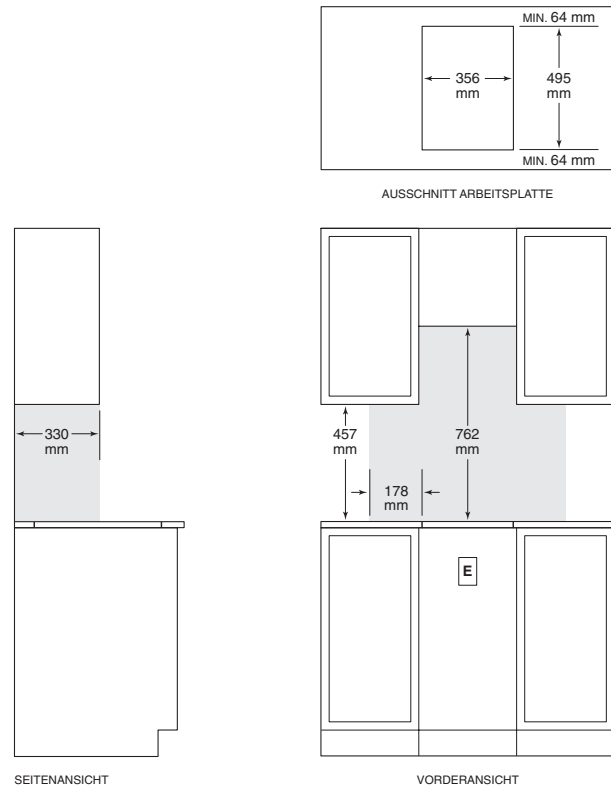 MIN. 64 mm
356
mm
495
mm
MIN. 64 mm
AUSSCHNITT ARBEITSPLATTE
330
mm
457
mm
762
mm
178
mm
E
SEITENANSICHT
VORDERANSICHT